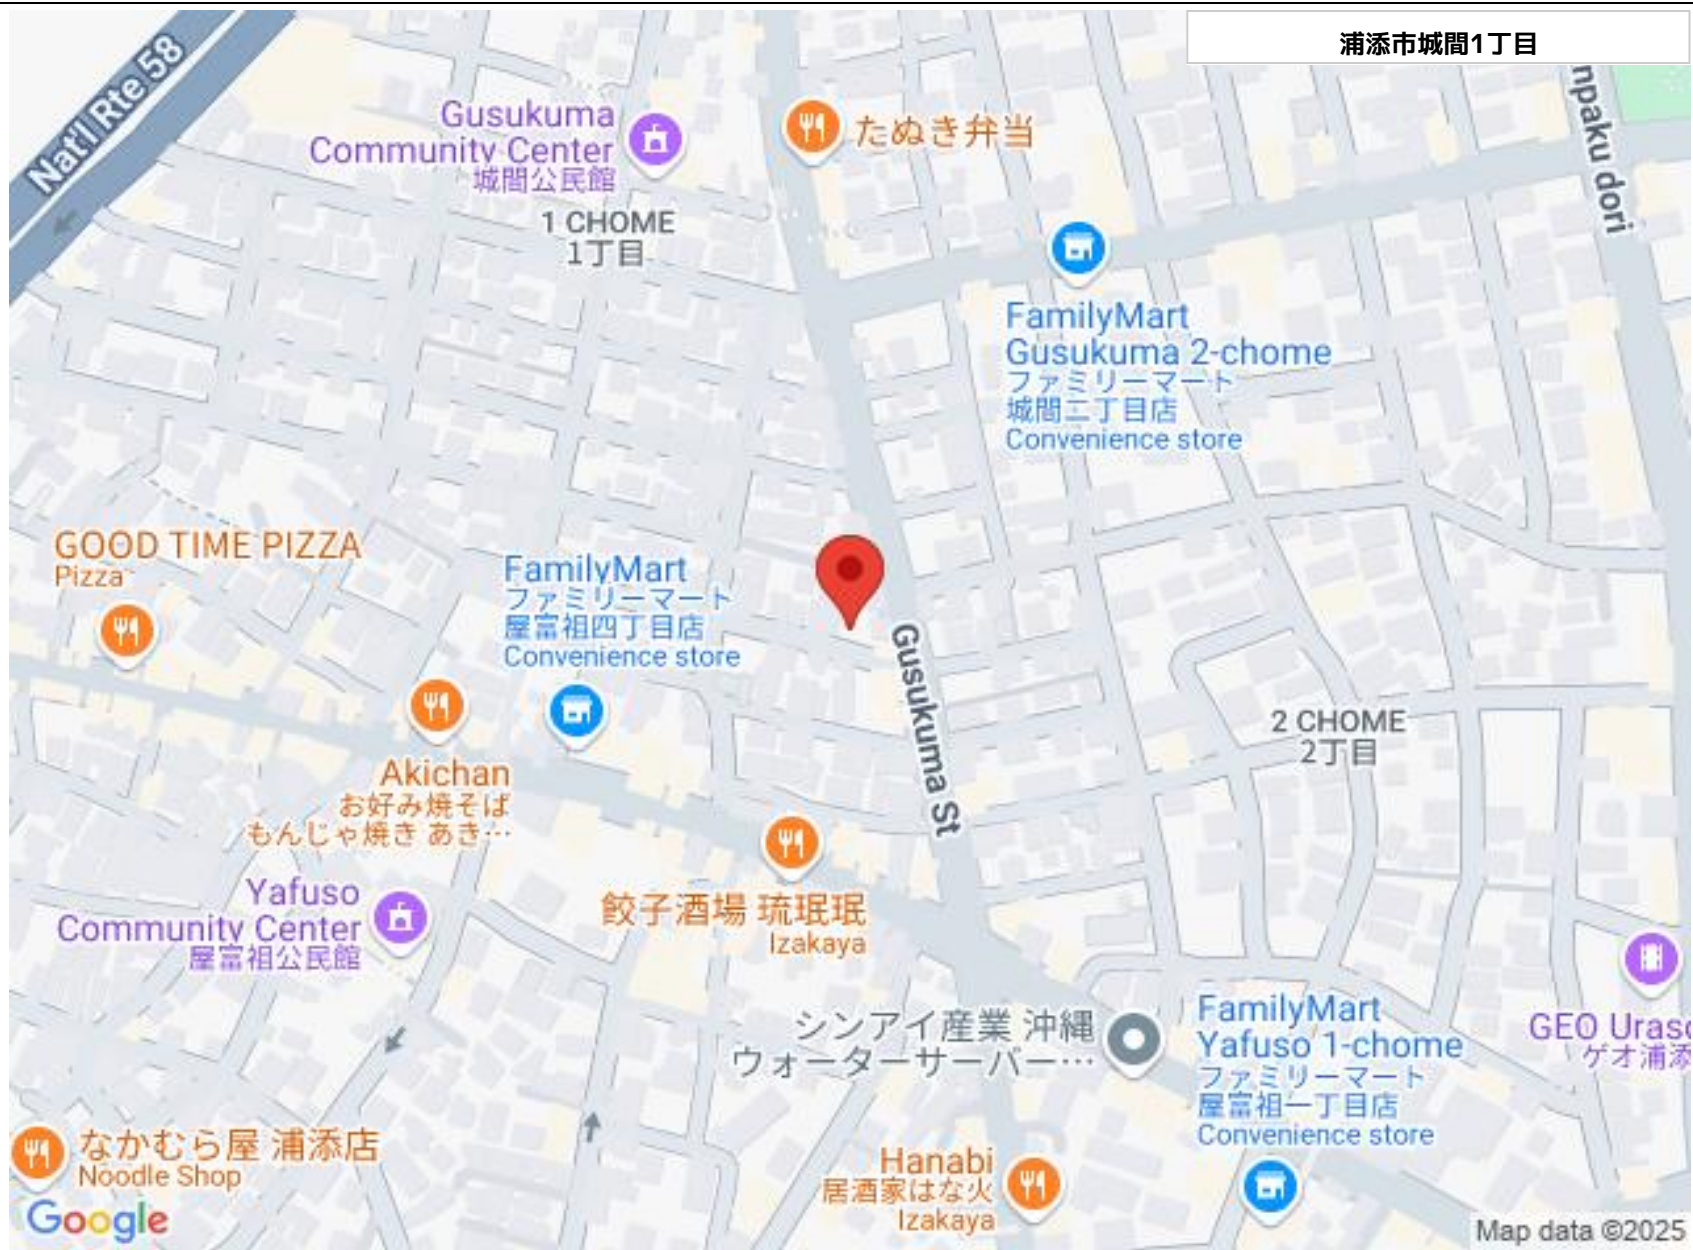 浦添市城間1丁目
Nat'l Rte 58
Gusukuma
Community Center
城間公民館
たぬき弁当
npaku dori
1 CHOME
1丁目
FamilyMart
Gusukuma 2-chome
ファミリーマート
城間二丁目店
Convenience store
GOOD TIME PIZZA
Pizza
FamilyMart
ファミリーマート
屋富祖四丁目店
Convenience store
Gusukuma St
2 CHOME
2丁目
Akichan
お好み焼そば
もんじゃ焼き あき…
餃子酒場 琉珉珉
Izakaya
Yafuso
Community Center
屋富祖公民館
シンアイ産業 沖縄
ウォーターサーバー…
FamilyMart
Yafuso 1-chome
ファミリーマート
屋富祖一丁目店
Convenience store
GEO Uraso
ゲオ浦添
なかむら屋 浦添店
Noodle Shop
Hanabi
居酒家はな火
Izakaya
Google
Map data ©2025